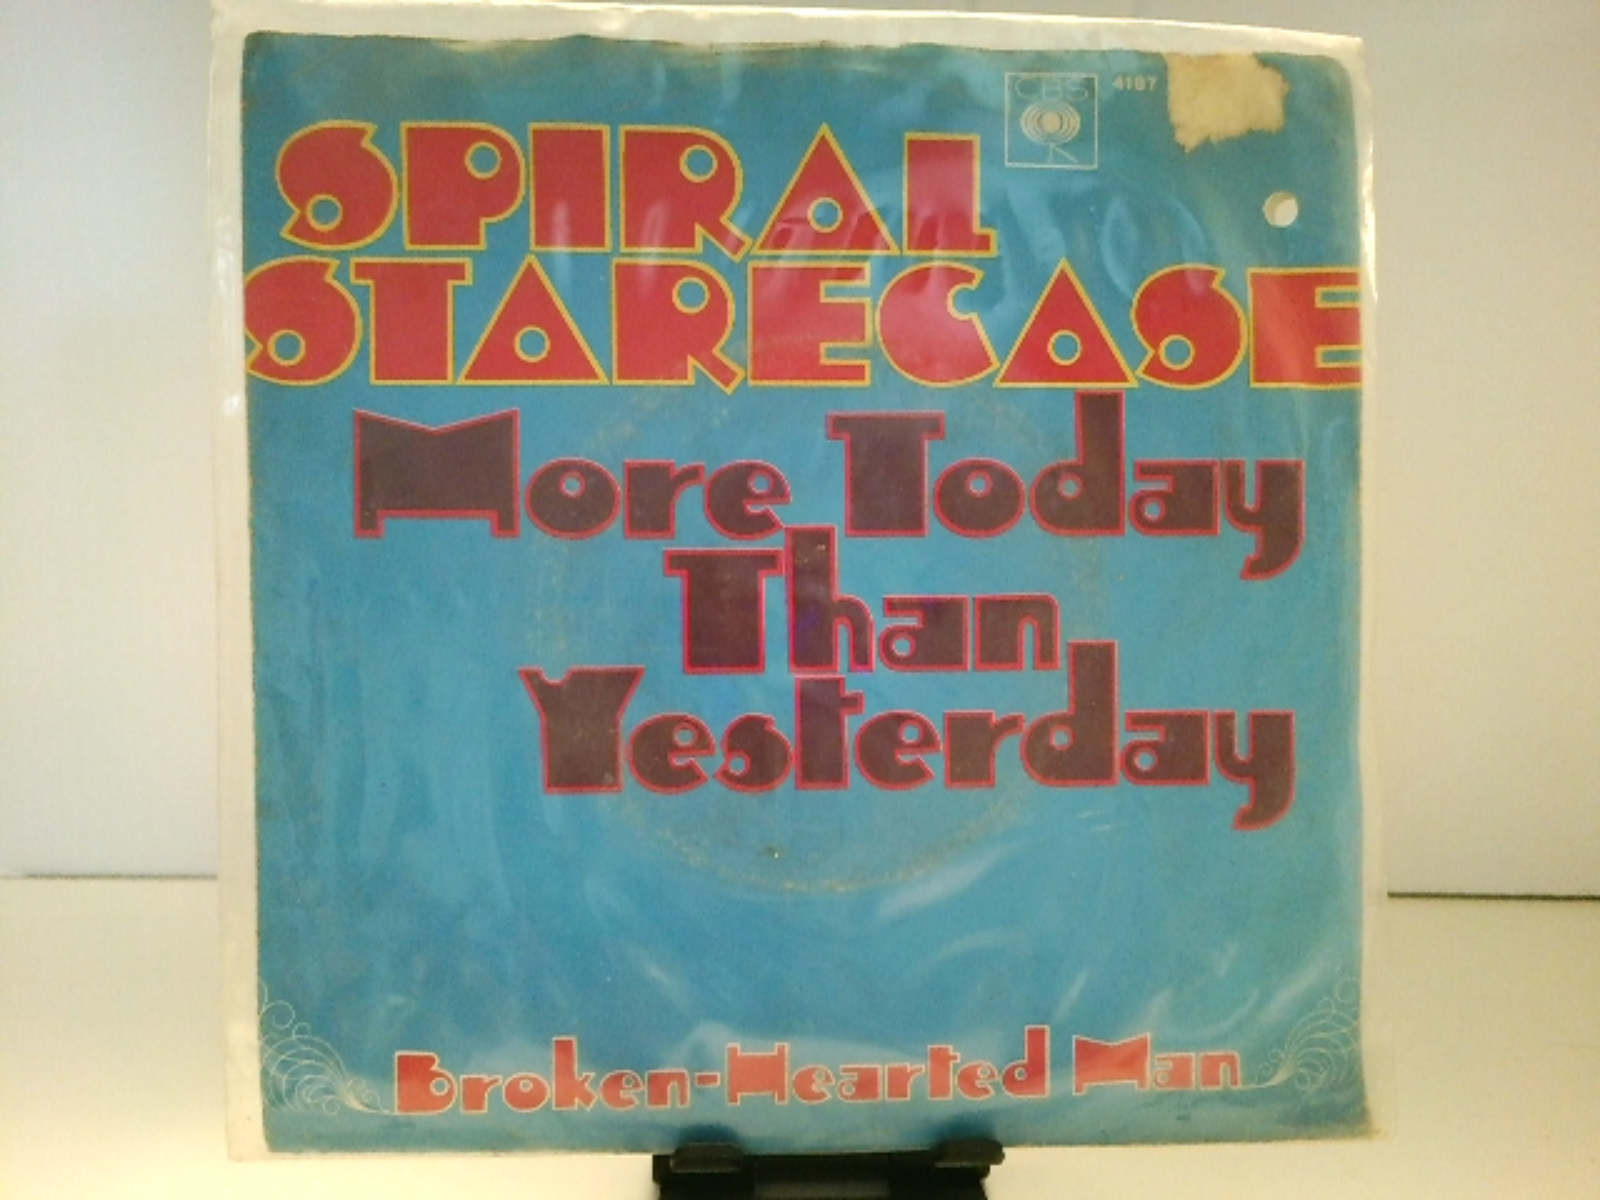 CBS 4187
SPIRAL
STARECASE
More Today
Than
Yesterday
Broken-Hearted Man